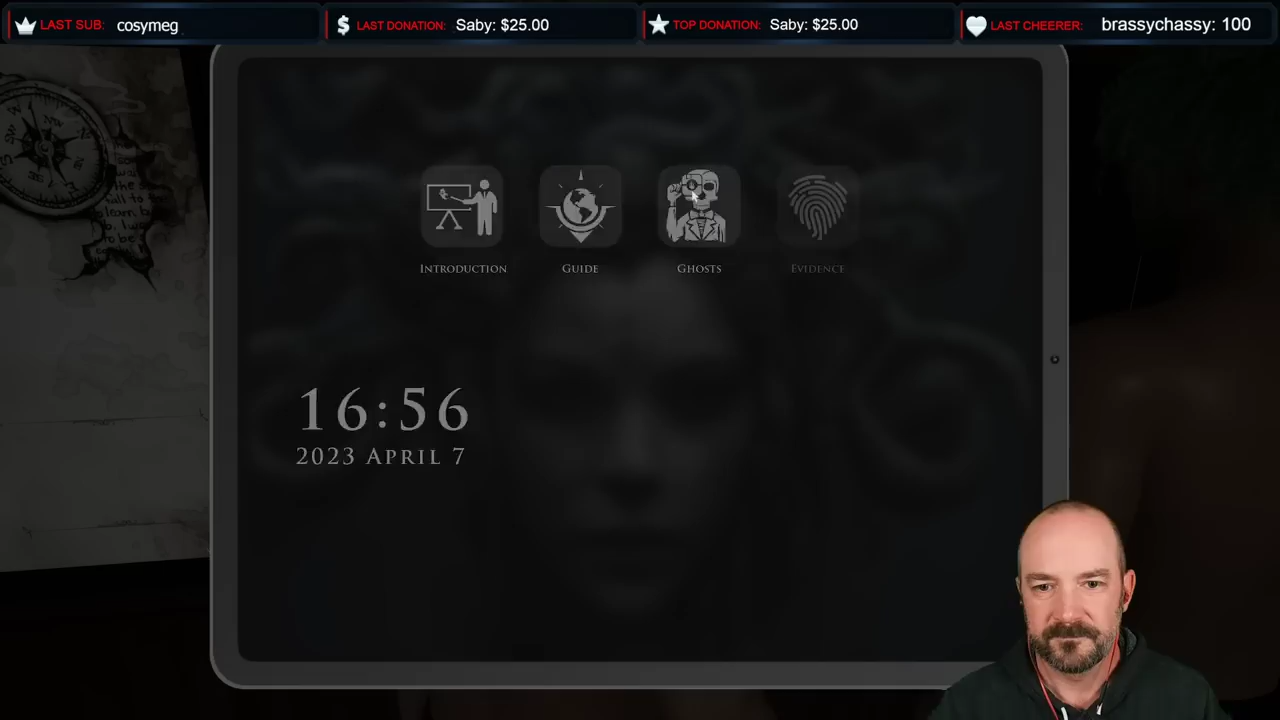 LAST SUB: cosymeg
LAST DONATION: Saby: $25.00
TOP DONATION: Saby: $25.00
LAST CHEERER: brassychassy: 100
Introduction
Guide
Ghosts
Evidence
16:56
2023 April 7